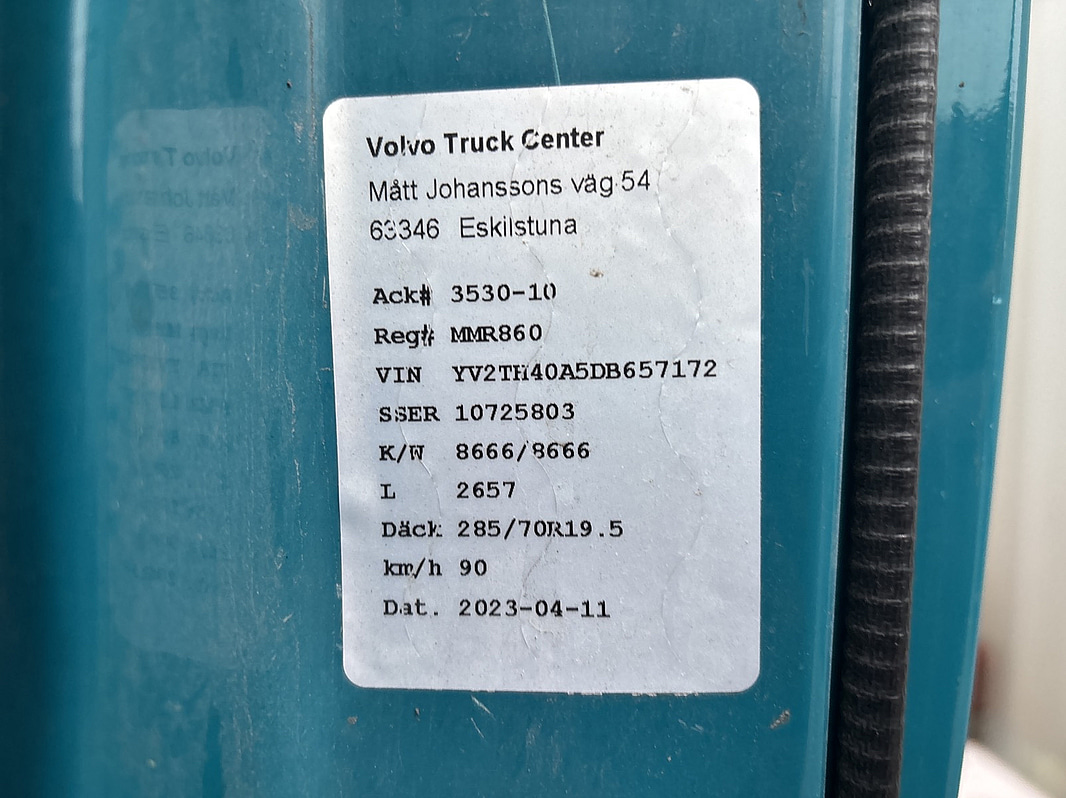 Volvo Truck Center
Mått Johanssons väg 54
63346 Eskilstuna
Ack# 3530-10
Reg# MMR860
VIN YV2TH40A5DB657172
SSER 10725803
K/W 8666/8666
L 2657
Däck 285/70R19.5
km/h 90
Dat. 2023-04-11